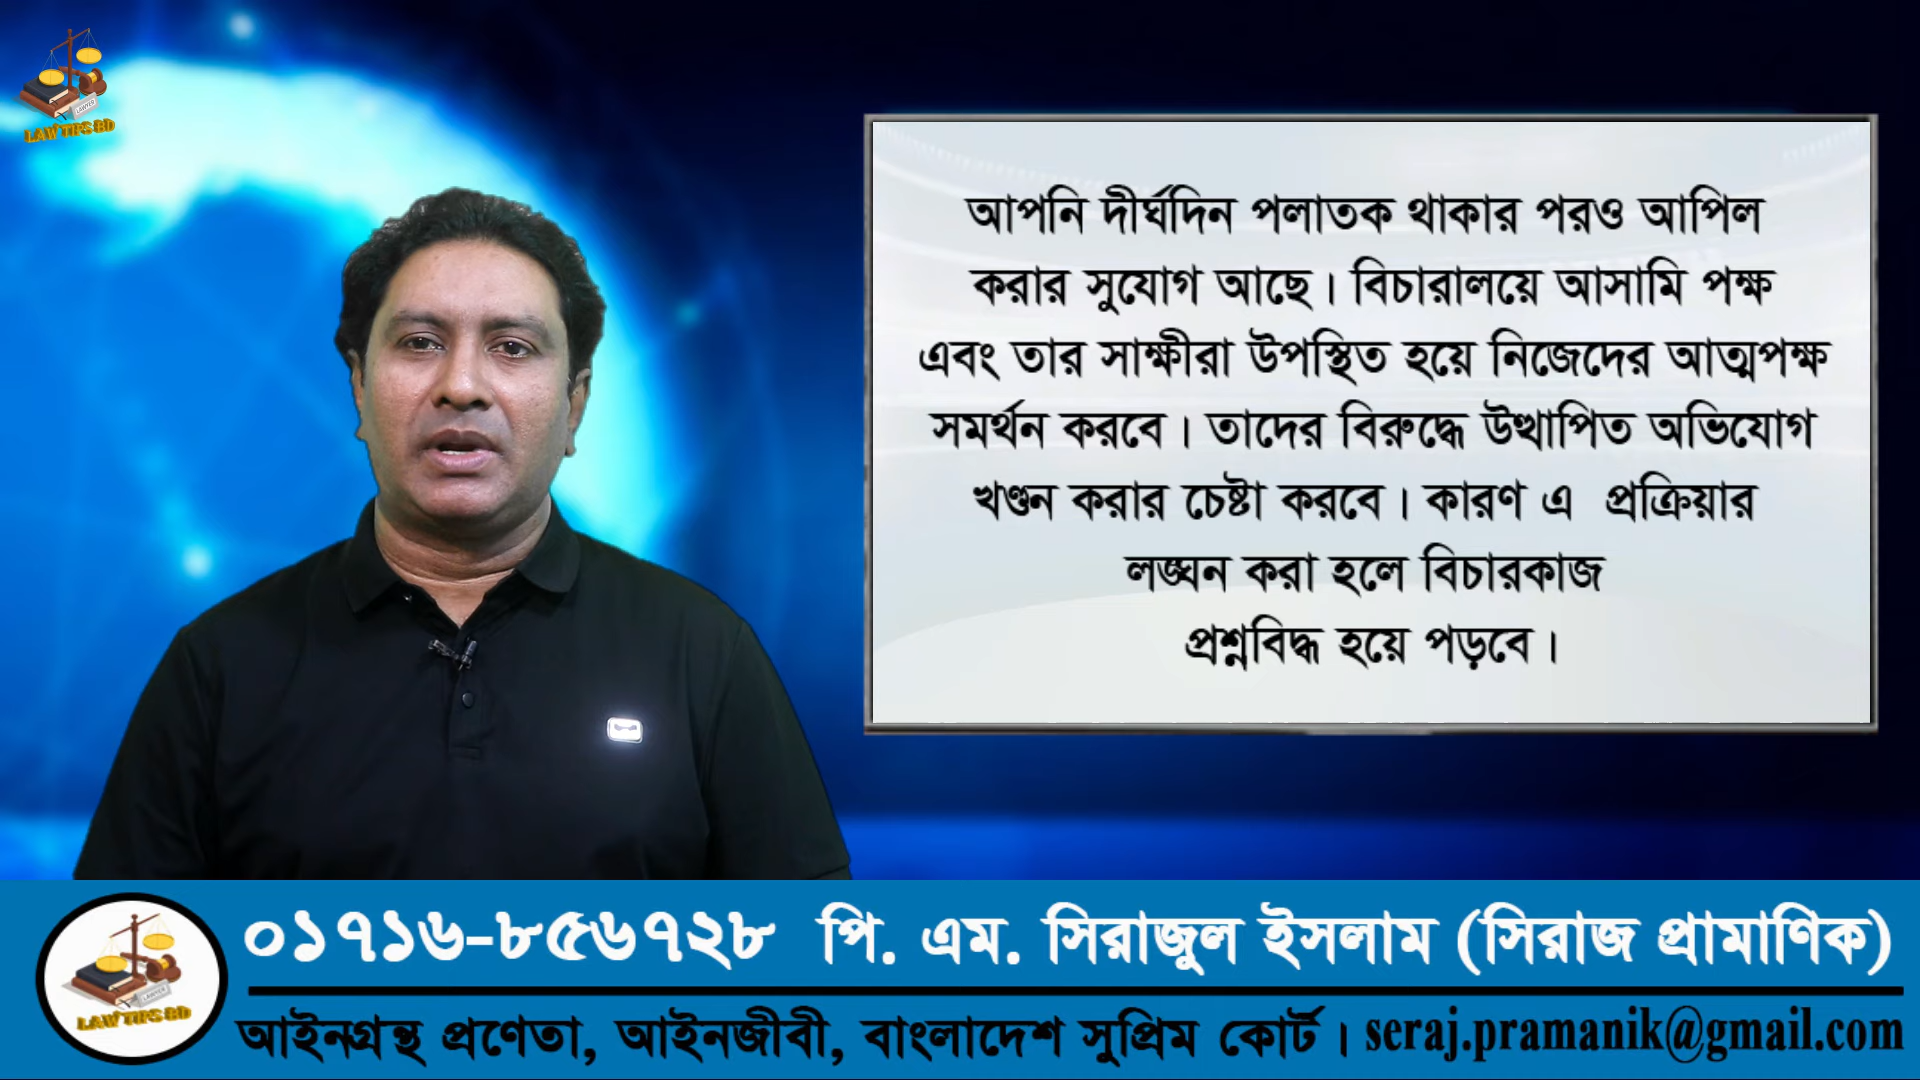 LAW TIPS BD
আপনি দীর্ঘদিন পলাতক থাকার পরও আপিল
করার সুযোগ আছে। বিচারালয়ে আসামি পক্ষ
এবং তার সাক্ষীরা উপস্থিত হয়ে নিজেদের আত্মপক্ষ
সমর্থন করবে। তাদের বিরুদ্ধে উত্থাপিত অভিযোগ
খণ্ডন করার চেষ্টা করবে। কারণ এ প্রক্রিয়ার
লঙ্ঘন করা হলে বিচারকাজ
প্রশ্নবিদ্ধ হয়ে পড়বে।
০১৭১৬-৮৫৬৭২৮ পি. এম. সিরাজুল ইসলাম (সিরাজ প্রামাণিক)
LAWYER
LAW TIPS BD
আইনগ্রন্থ প্রণেতা, আইনজীবী, বাংলাদেশ সুপ্রিম কোর্ট। seraj.pramanik@gmail.com